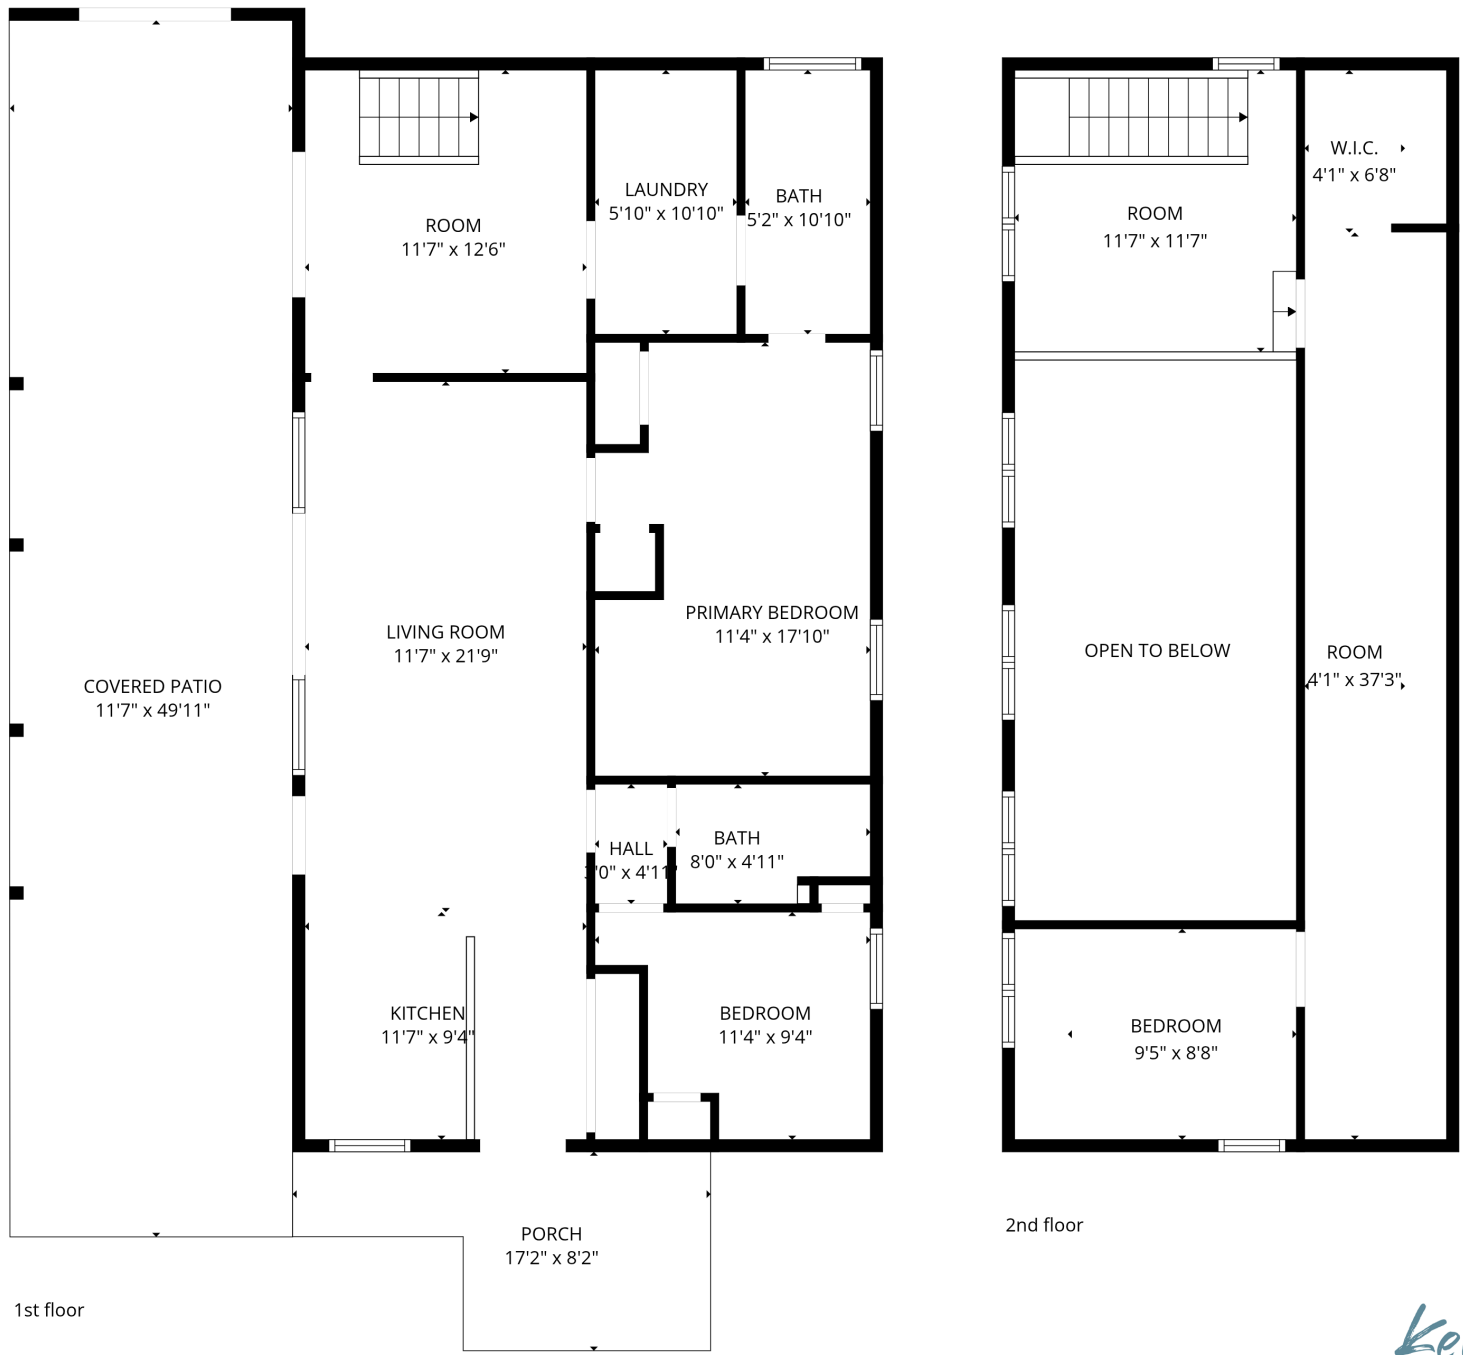 LAUNDRY
5'10" x 10'10"
BATH
5'2" x 10'10"
ROOM
11'7" x 12'6"
W.I.C.
4'1" x 6'8"
ROOM
11'7" x 11'7"
LIVING ROOM
11'7" x 21'9"
PRIMARY BEDROOM
11'4" x 17'10"
OPEN TO BELOW
ROOM
4'1" x 37'3"
COVERED PATIO
11'7" x 49'11"
HALL
3'0" x 4'11"
BATH
8'0" x 4'11"
KITCHEN
11'7" x 9'4"
BEDROOM
11'4" x 9'4"
BEDROOM
9'5" x 8'8"
PORCH
17'2" x 8'2"
2nd floor
1st floor